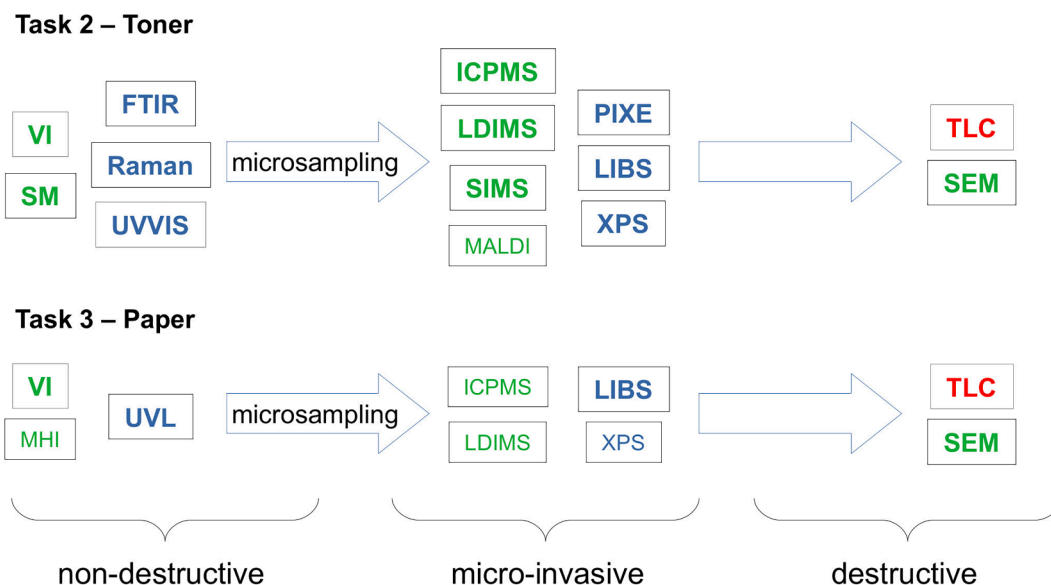 Task 2 – Toner
VI
SM
FTIR
Raman
UVVIS
microsampling
ICPMS
LDIMS
SIMS
MALDI
PIXE
LIBS
XPS
TLC
SEM
Task 3 – Paper
VI
MHI
UVL
microsampling
ICPMS
LDIMS
LIBS
XPS
TLC
SEM
non-destructive
micro-invasive
destructive